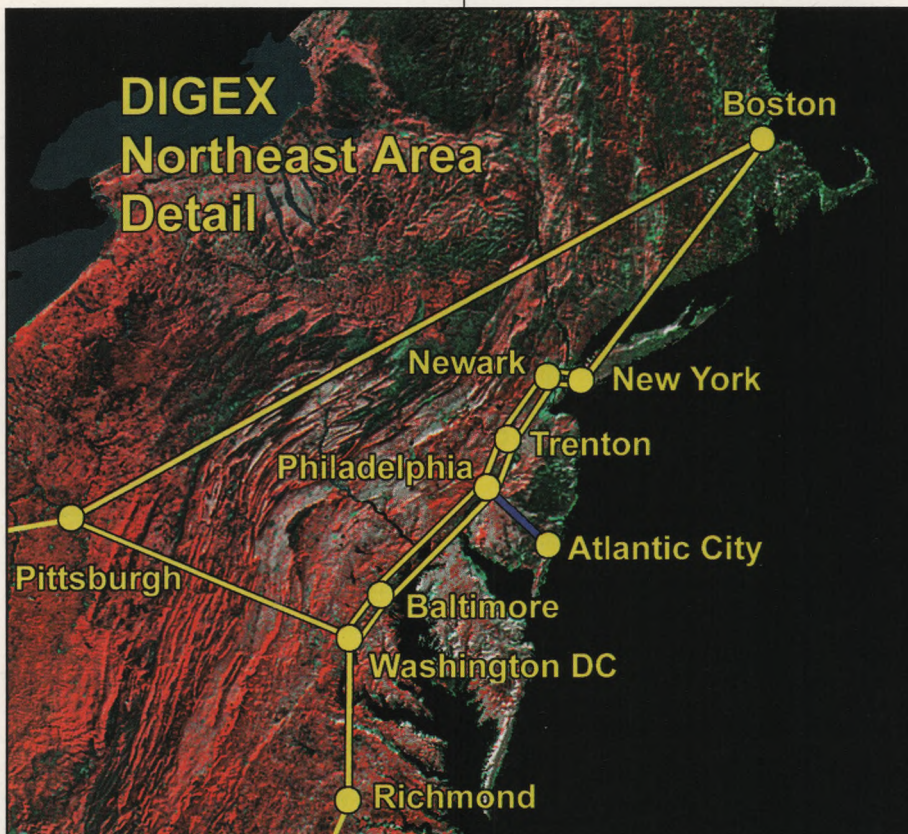 DIGEX
Northeast Area
Detail
Boston
Newark
New York
Trenton
Philadelphia
Atlantic City
Pittsburgh
Baltimore
Washington DC
Richmond